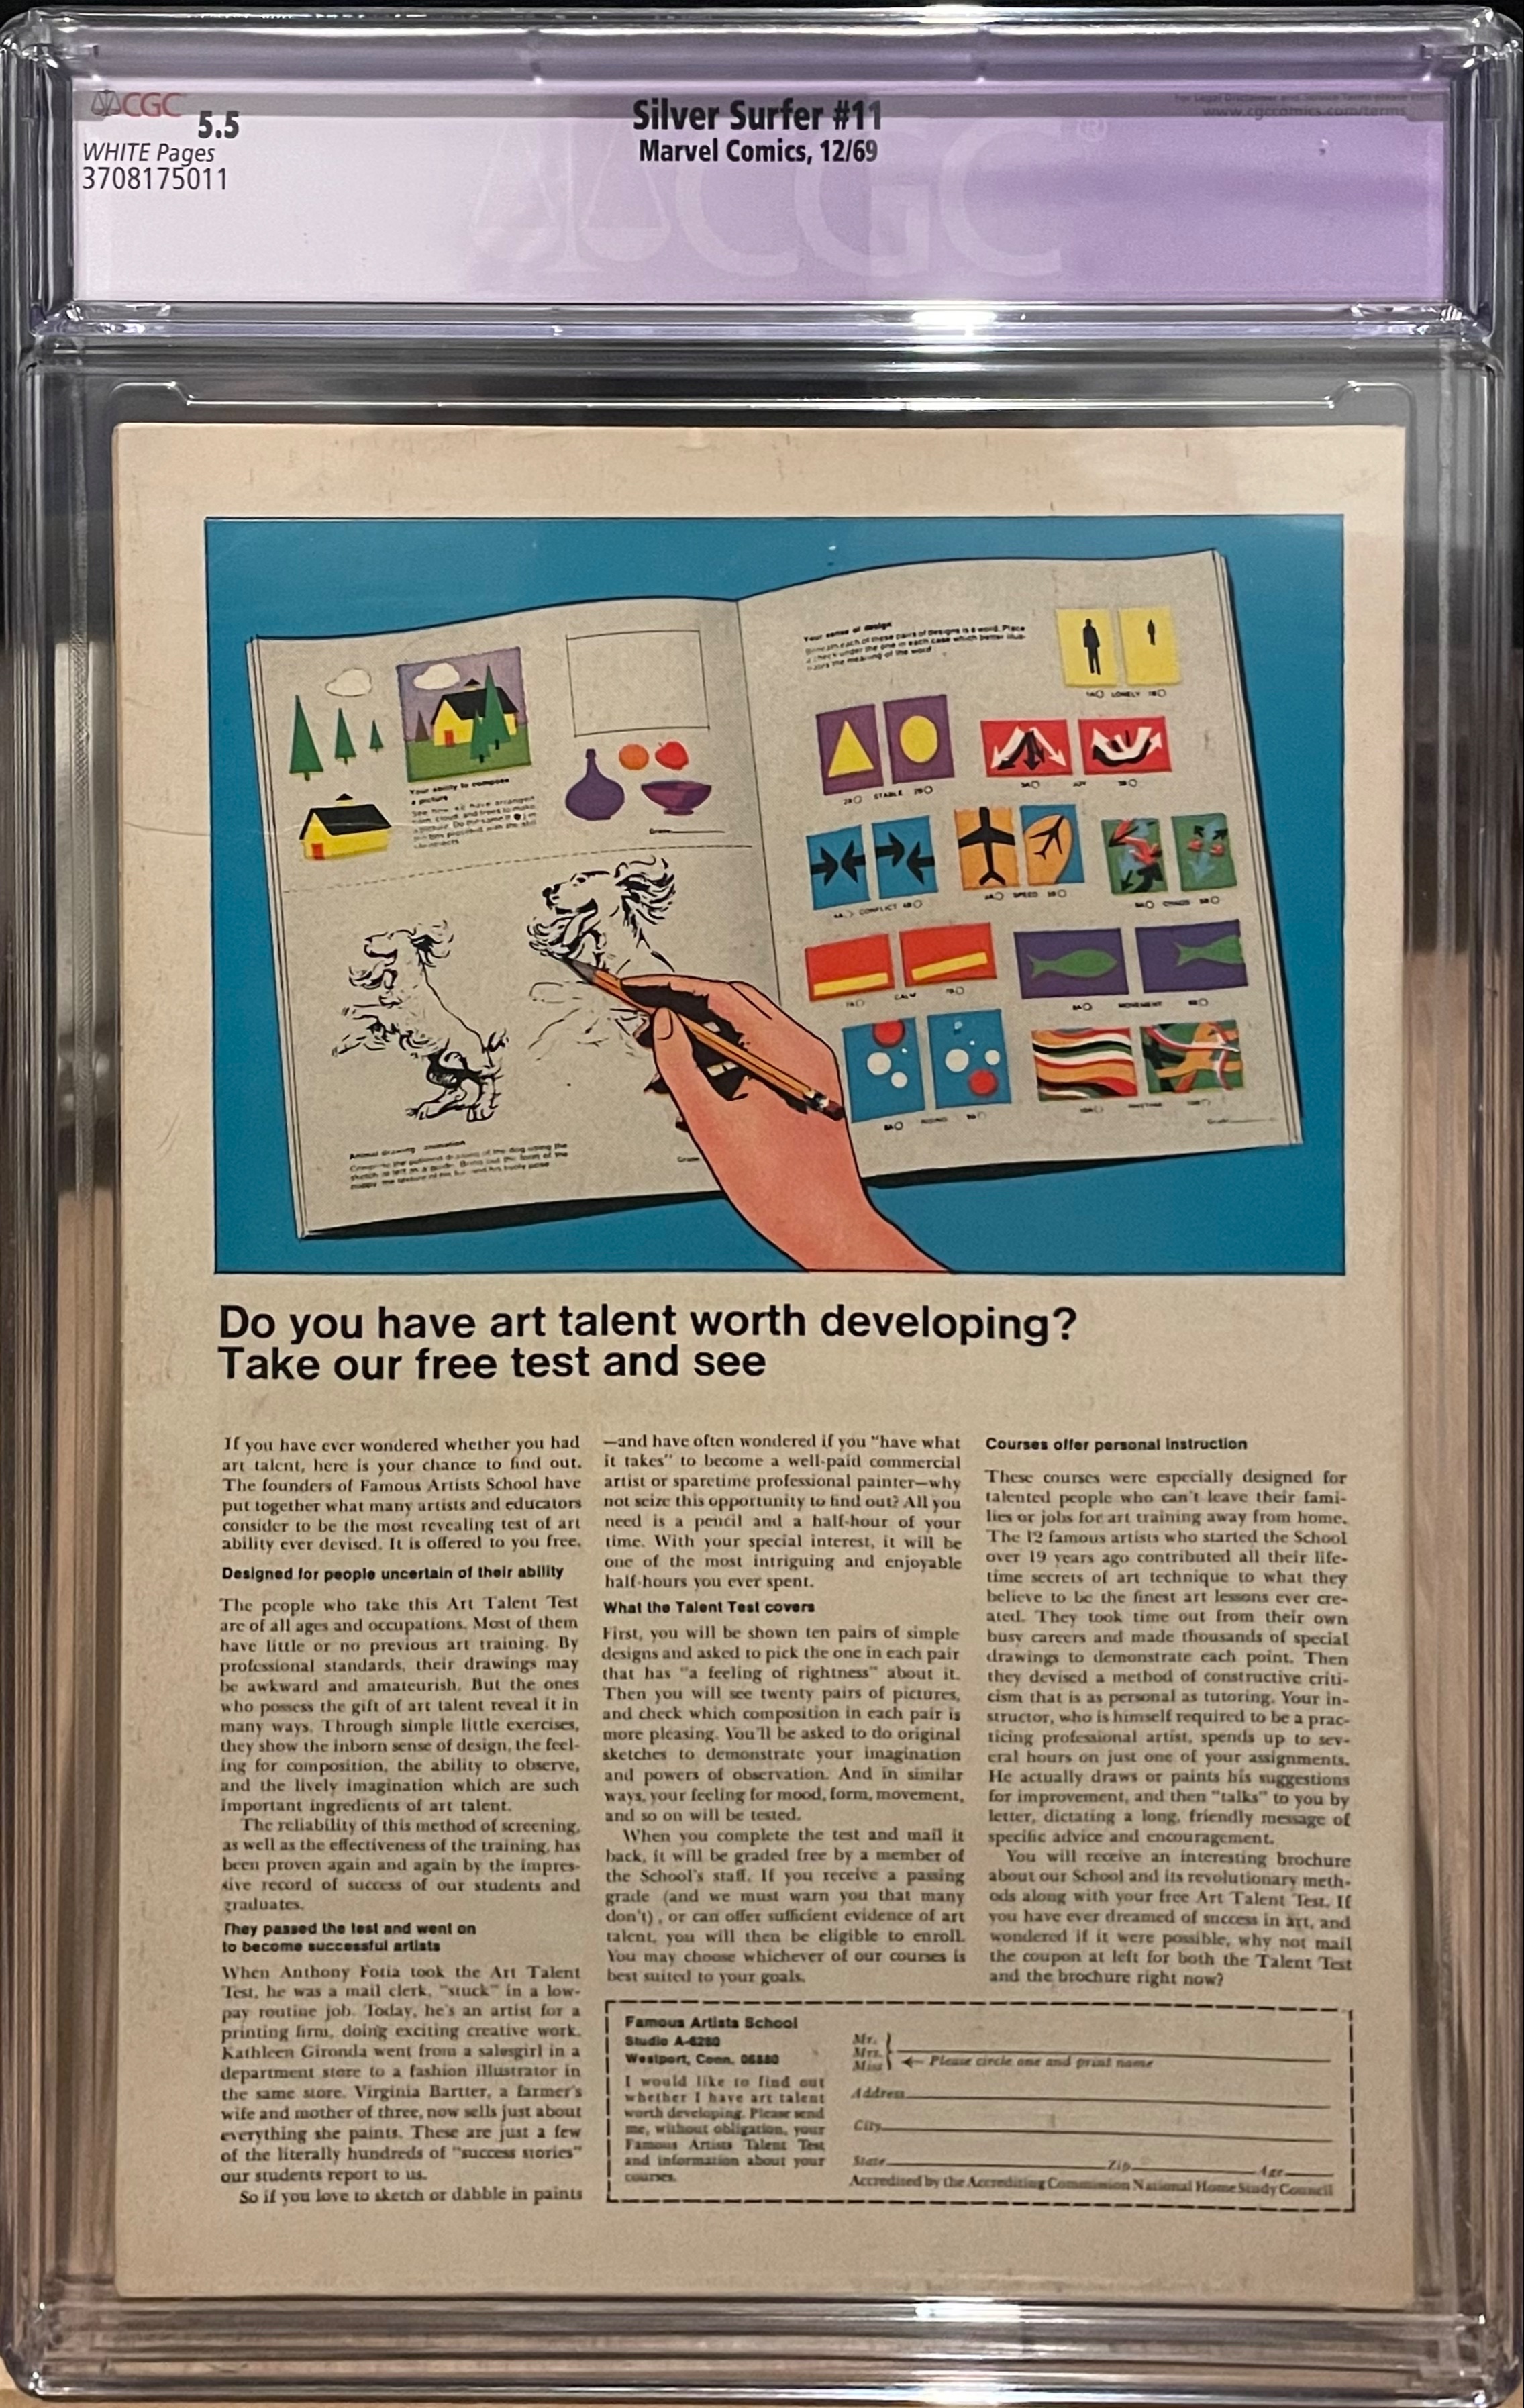 CGC 5.5
WHITE Pages
3708175011
Silver Surfer #11
Marvel Comics, 12/69
www.cgccomics.com/terms
CGC
Your ability to compose
a picture
Your sense of design
LONELY
STABLE
JOY
CONFLICT
SPEED
CHAOS
CALM
MOVEMENT
Animal drawing
Do you have art talent worth developing?
Take our free test and see
If you have ever wondered whether you had
art talent, here is your chance to find out.
The founders of Famous Artists School have
put together what many artists and educators
consider to be the most revealing test of art
ability ever devised. It is offered to you free.
Designed for people uncertain of their ability
The people who take this Art Talent Test
are of all ages and occupations. Most of them
have little or no previous art training. By
professional standards, their drawings may
be awkward and amateurish. But the ones
who possess the gift of art talent reveal it in
many ways. Through simple little exercises,
they show the inborn sense of design, the feel-
ing for composition, the ability to observe,
and the lively imagination which are such
important ingredients of art talent.
The reliability of this method of screening,
as well as the effectiveness of the training, has
been proven again and again by the impres-
sive record of success of our students and
graduates.
They passed the test and went on
to become successful artists
When Anthony Fotia took the Art Talent
Test, he was a mail clerk, "stuck" in a low-
pay routine job. Today, he's an artist for a
printing firm, doing exciting creative work.
Kathleen Gironda went from a salesgirl in a
department store to a fashion illustrator in
the same store. Virginia Bartter, a farmer's
wife and mother of three, now sells just about
everything she paints. These are just a few
of the literally hundreds of "success stories"
our students report to us.
So if you love to sketch or dabble in paints
—and have often wondered if you "have what
it takes" to become a well-paid commercial
artist or sparetime professional painter—why
not seize this opportunity to find out? All you
need is a pencil and a half-hour of your
time. With your special interest, it will be
one of the most intriguing and enjoyable
half-hours you ever spent.
What the Talent Test covers
First, you will be shown ten pairs of simple
designs and asked to pick the one in each pair
that has "a feeling of rightness" about it.
Then you will see twenty pairs of pictures,
and check which composition in each pair is
more pleasing. You'll be asked to do original
sketches to demonstrate your imagination
and powers of observation. And in similar
ways, your feeling for mood, form, movement,
and so on will be tested.
When you complete the test and mail it
back, it will be graded free by a member of
the School's staff. If you receive a passing
grade (and we must warn you that many
don't), or can offer sufficient evidence of art
talent, you will then be eligible to enroll.
You may choose whichever of our courses is
best suited to your goals.
Courses offer personal instruction
These courses were especially designed for
talented people who can't leave their fami-
lies or jobs for art training away from home.
The 12 famous artists who started the School
over 19 years ago contributed all their life-
time secrets of art technique to what they
believe to be the finest art lessons ever cre-
ated. They took time out from their own
busy careers and made thousands of special
drawings to demonstrate each point. Then
they devised a method of constructive criti-
cism that is as personal as tutoring. Your in-
structor, who is himself required to be a prac-
ticing professional artist, spends up to sev-
eral hours on just one of your assignments.
He actually draws or paints his suggestions
for improvement, and then "talks" to you by
letter, dictating a long, friendly message of
specific advice and encouragement.
You will receive an interesting brochure
about our School and its revolutionary meth-
ods along with your free Art Talent Test. If
you have ever dreamed of success in art, and
wondered if it were possible, why not mail
the coupon at left for both the Talent Test
and the brochure right now?
Famous Artists School
Studio A-6280
Westport, Conn. 06880
I would like to find out
whether I have art talent
worth developing. Please send
me, without obligation, your
Famous Artists Talent Test
and information about your
courses.
Mr.
Mrs.
Miss
Please circle one and print name
Address
City
State Zip Age
Accredited by the Accrediting Commission National Home Study Council